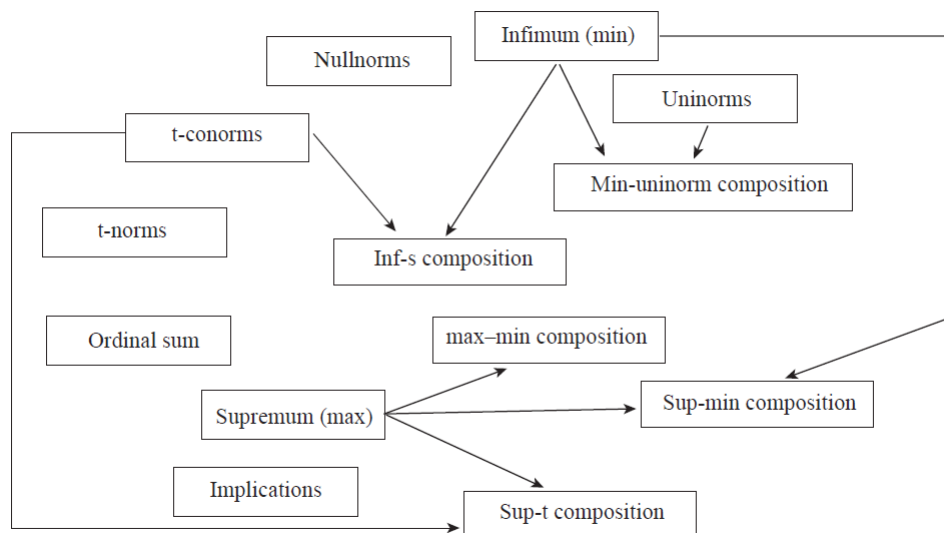 Infimum (min)
Nullnorms
Uninorms
t-conorms
Min-uninorm composition
t-norms
Inf-s composition
Ordinal sum
max–min composition
Supremum (max)
Sup-min composition
Implications
Sup-t composition